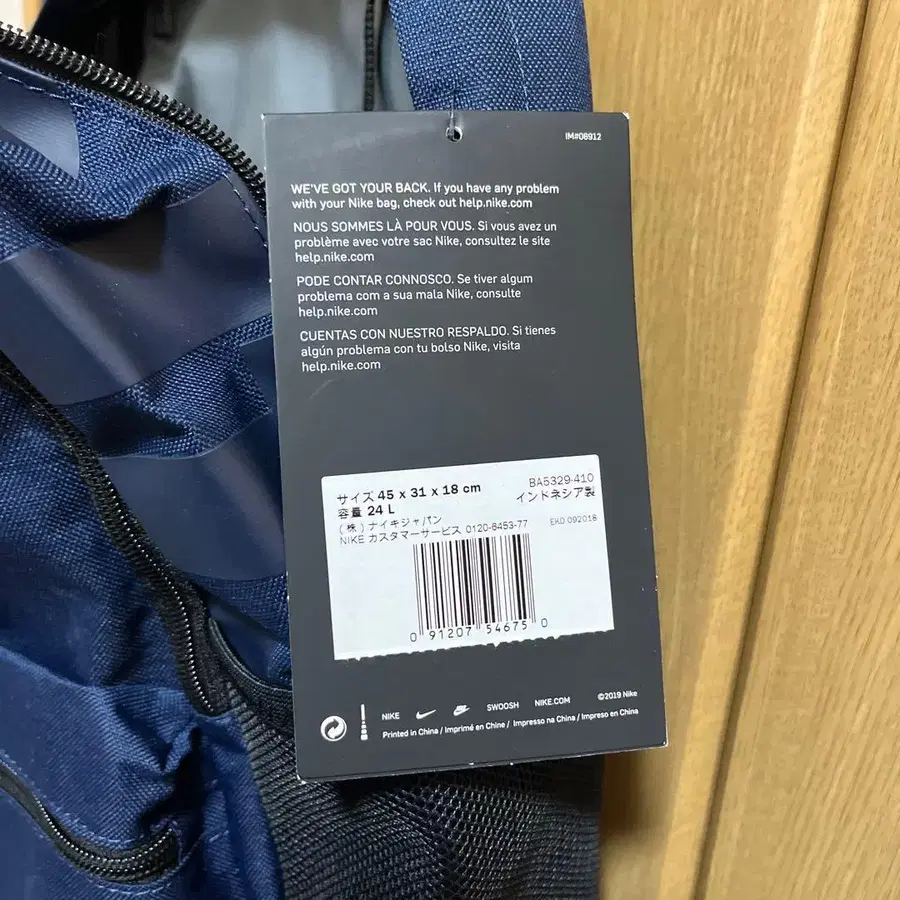 IM#06912
WE'VE GOT YOUR BACK. If you have any problem
with your Nike bag, check out help.nike.com
NOUS SOMMES LÀ POUR VOUS. Si vous avez un
problème avec votre sac Nike, consultez le site
help.nike.com
PODE CONTAR CONNOSCO. Se tiver algum
problema com a sua mala Nike, consulte
help.nike.com
CUENTAS CON NUESTRO RESPALDO. Si tienes
algún problema con tu bolso Nike, visita
help.nike.com
サイズ 45 x 31 x 18 cm BA5329-410
容量 24 L インドネシア製
(株)ナイキジャパン EKD 092018
NIKE カスタマーサービス 0120-6453-77
0 91207 54675 0
©2019 Nike
NIKE SWOOSH NIKE.COM
Printed in China / Imprimé en Chine / Impresso na China / Impreso en China